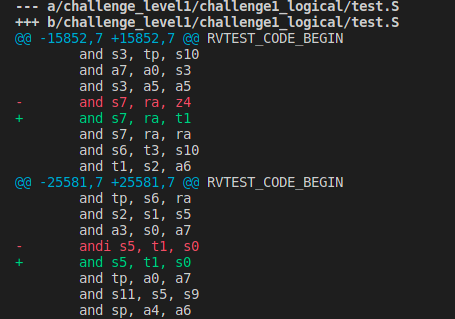 --- a/challenge_level1/challenge1_logical/test.S
+++ b/challenge_level1/challenge1_logical/test.S
@@ -15852,7 +15852,7 @@ RVTEST_CODE_BEGIN
        and s3, tp, s10
        and a7, a0, s3
        and s3, a5, a5
-       and s7, ra, z4
+       and s7, ra, t1
        and s7, ra, ra
        and s6, t3, s10
        and t1, s2, a6
@@ -25581,7 +25581,7 @@ RVTEST_CODE_BEGIN
        and tp, s6, ra
        and s2, s1, s5
        and a3, s0, a7
-       andi s5, t1, s0
+       and s5, t1, s0
        and tp, a0, a7
        and s11, s5, s9
        and sp, a4, a6